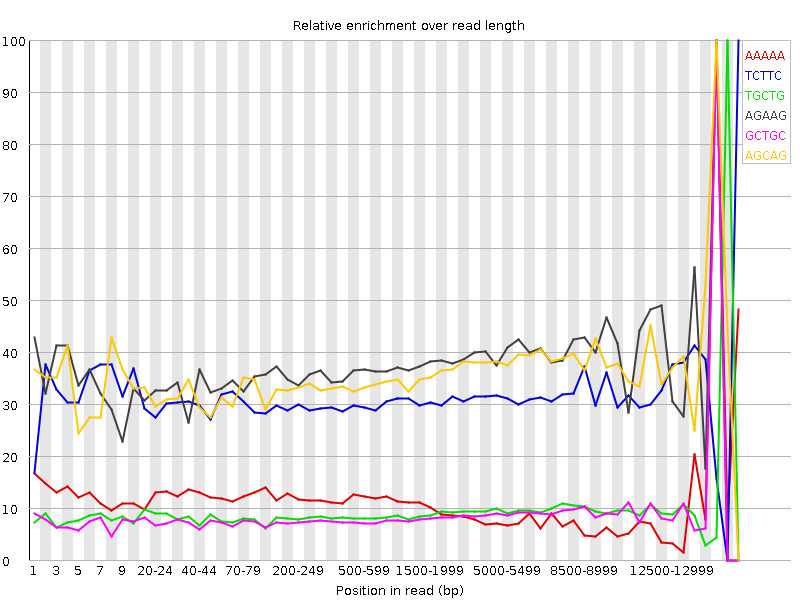 Relative enrichment over read length
100
90
80
70
60
50
40
30
20
10
0
AAAAA
TCTTC
TGCTG
AGAAG
GCTGC
AGCAG
1 3 5 7 9 20-24 40-44 70-79 200-249 500-599 1500-1999 5000-5499 8500-8999 12500-12999
Position in read (bp)